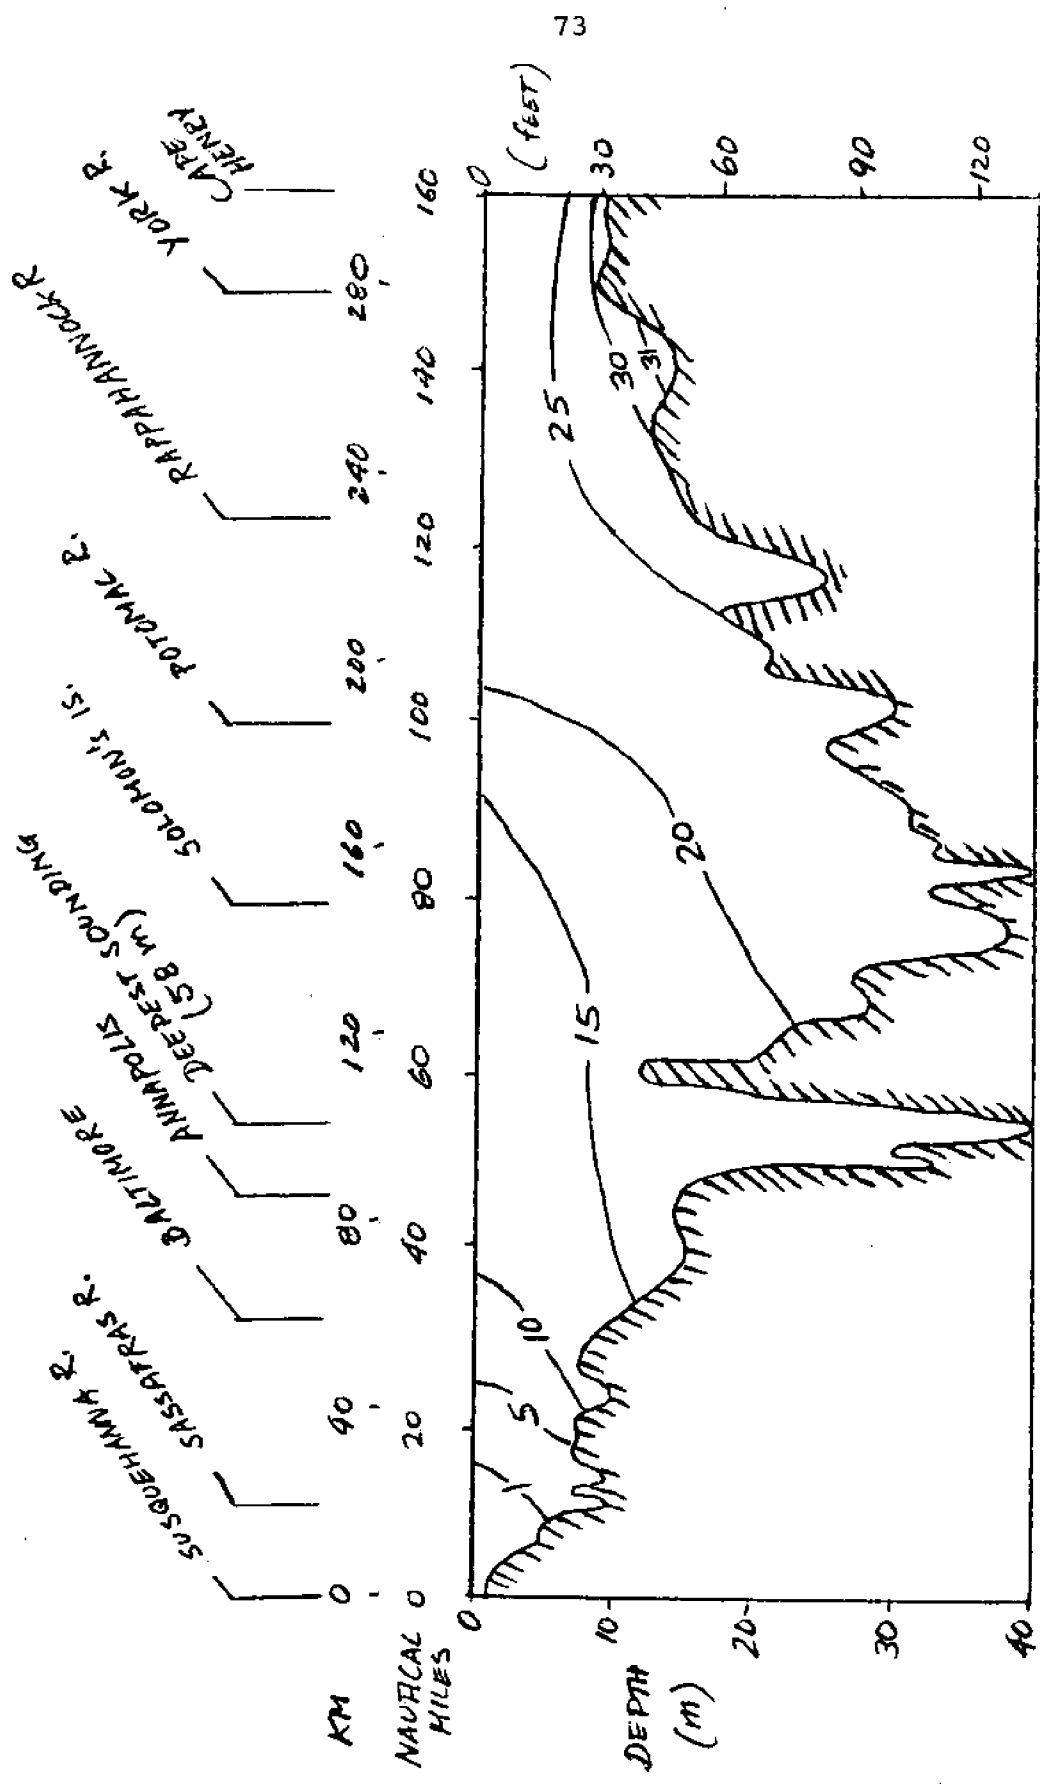 73
SUSQUEHANNA R.
SASSAFRAS R.
BALTIMORE
ANNAPOLIS
DEEPEST SOUNDING
(58 m)
SOLOMON'S IS.
POTOMAC R.
RAPPAHANNOCK R
YORK R.
CAPE
HENRY
KM 0 40 80 120 160 200 240 280
NAUTICAL
MILES
0 20 40 60 80 100 120 140 160
DEPTH
(m)
0
10
20
30
40
0
30
60
90
120
(FEET)
1
5
10
15
20
25
30
31